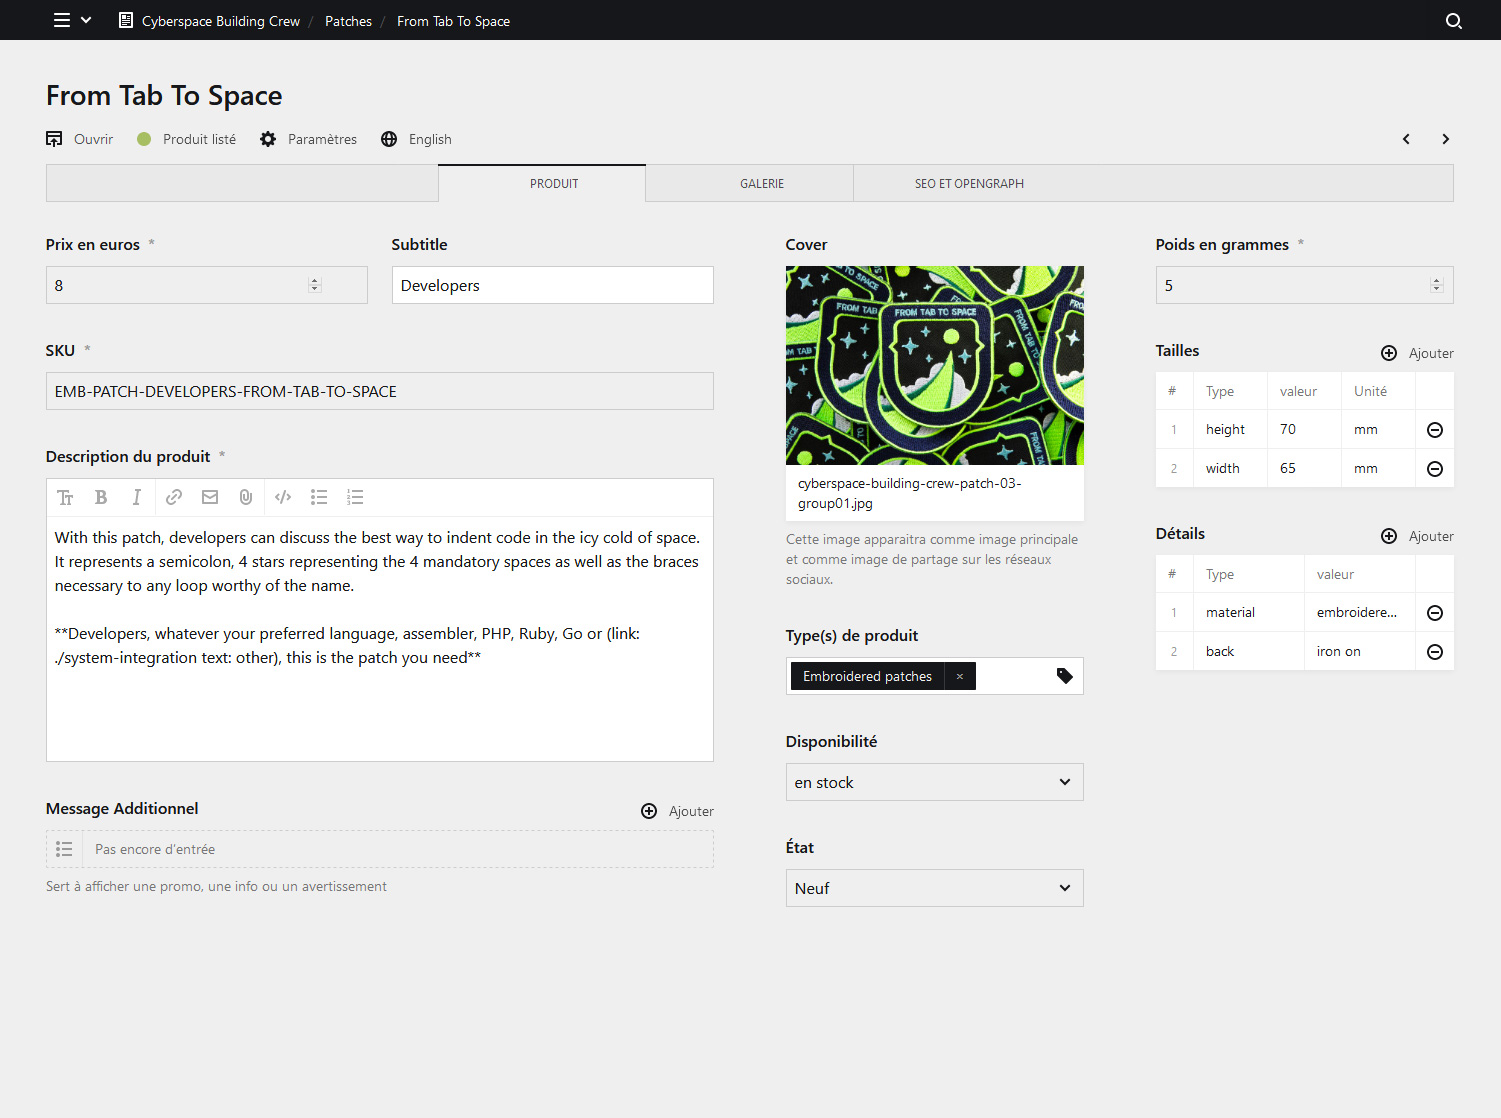 Cyberspace Building Crew / Patches / From Tab To Space
From Tab To Space
Ouvrir Produit listé Paramètres English
PRODUIT GALERIE SEO ET OPENGRAPH
Prix en euros *
8
Subtitle
Developers
SKU *
EMB-PATCH-DEVELOPERS-FROM-TAB-TO-SPACE
Description du produit *
With this patch, developers can discuss the best way to indent code in the icy cold of space.
It represents a semicolon, 4 stars representing the 4 mandatory spaces as well as the braces
necessary to any loop worthy of the name.
**Developers, whatever your preferred language, assembler, PHP, Ruby, Go or (link:
./system-integration text: other), this is the patch you need**
Message Additionnel Ajouter
Pas encore d'entrée
Sert à afficher une promo, une info ou un avertissement
Cover
FROM TAB TO SPACE
cyberspace-building-crew-patch-03-
group01.jpg
Cette image apparaitra comme image principale
et comme image de partage sur les réseaux
sociaux.
Type(s) de produit
Embroidered patches ×
Disponibilité
en stock
État
Neuf
Poids en grammes *
5
Tailles Ajouter
# Type valeur Unité
1 height 70 mm
2 width 65 mm
Détails Ajouter
# Type valeur
1 material embroidere...
2 back iron on